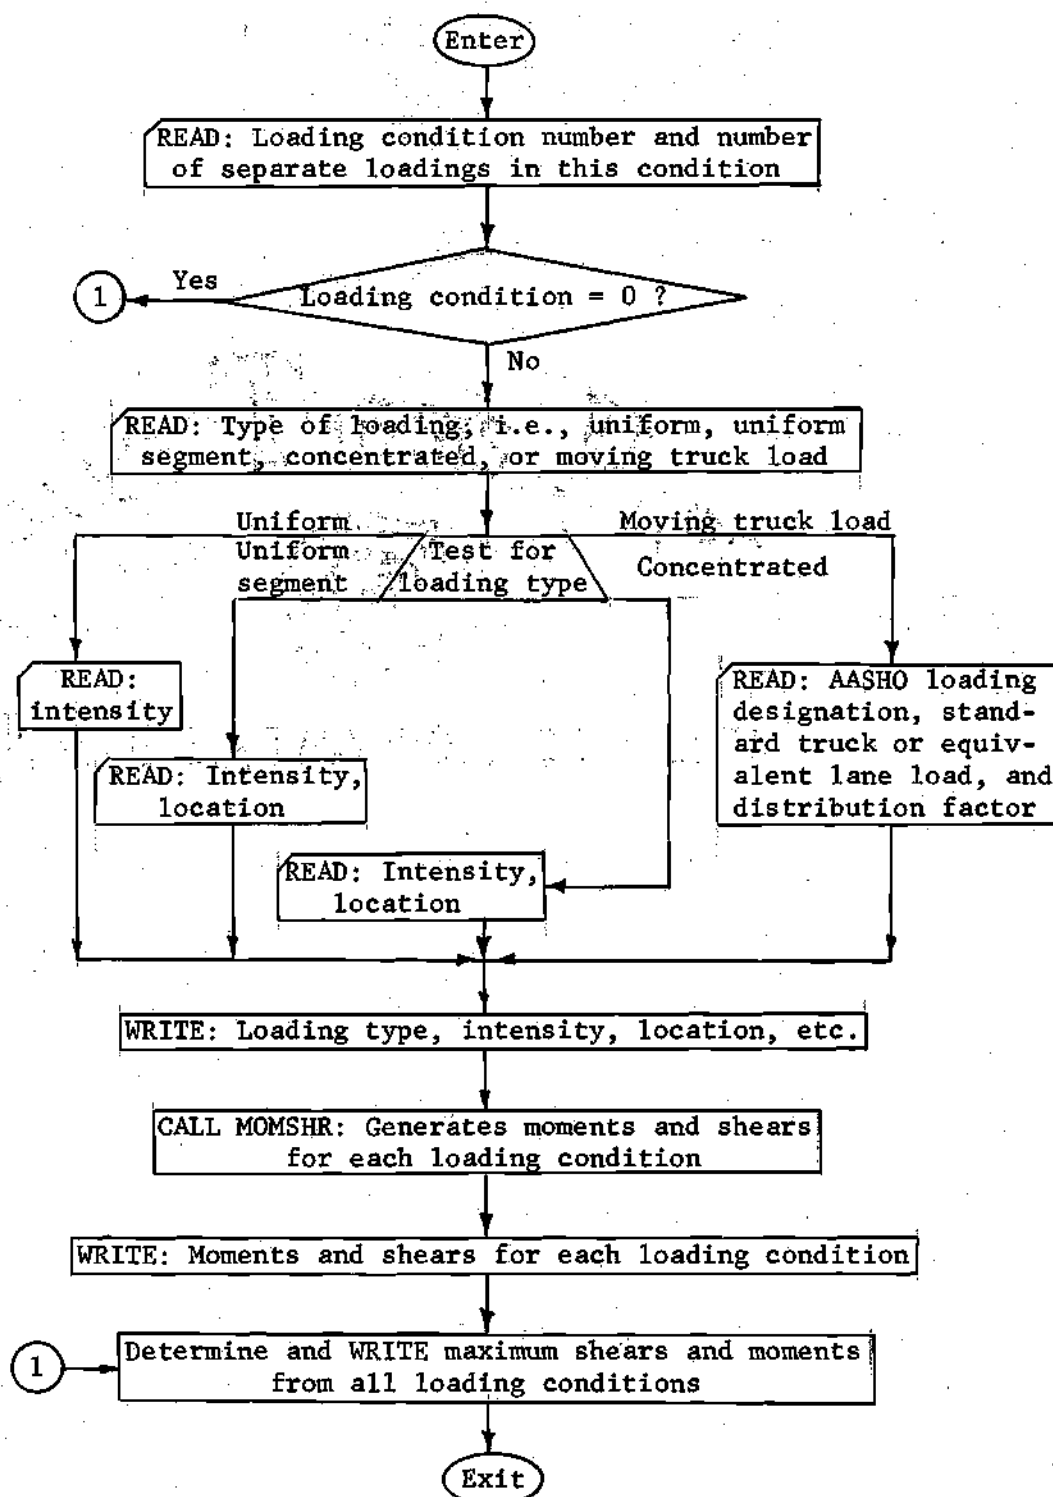 Enter
READ: Loading condition number and number
of separate loadings in this condition
1
Yes
Loading condition = 0 ?
No
READ: Type of loading, i.e., uniform, uniform
segment, concentrated, or moving truck load
Uniform
Uniform
segment
Test for
loading type
Moving truck load
Concentrated
READ:
intensity
READ: Intensity,
location
READ: Intensity,
location
READ: AASHO loading
designation, stand-
ard truck or equiv-
alent lane load, and
distribution factor
WRITE: Loading type, intensity, location, etc.
CALL MOMSHR: Generates moments and shears
for each loading condition
WRITE: Moments and shears for each loading condition
1
Determine and WRITE maximum shears and moments
from all loading conditions
Exit